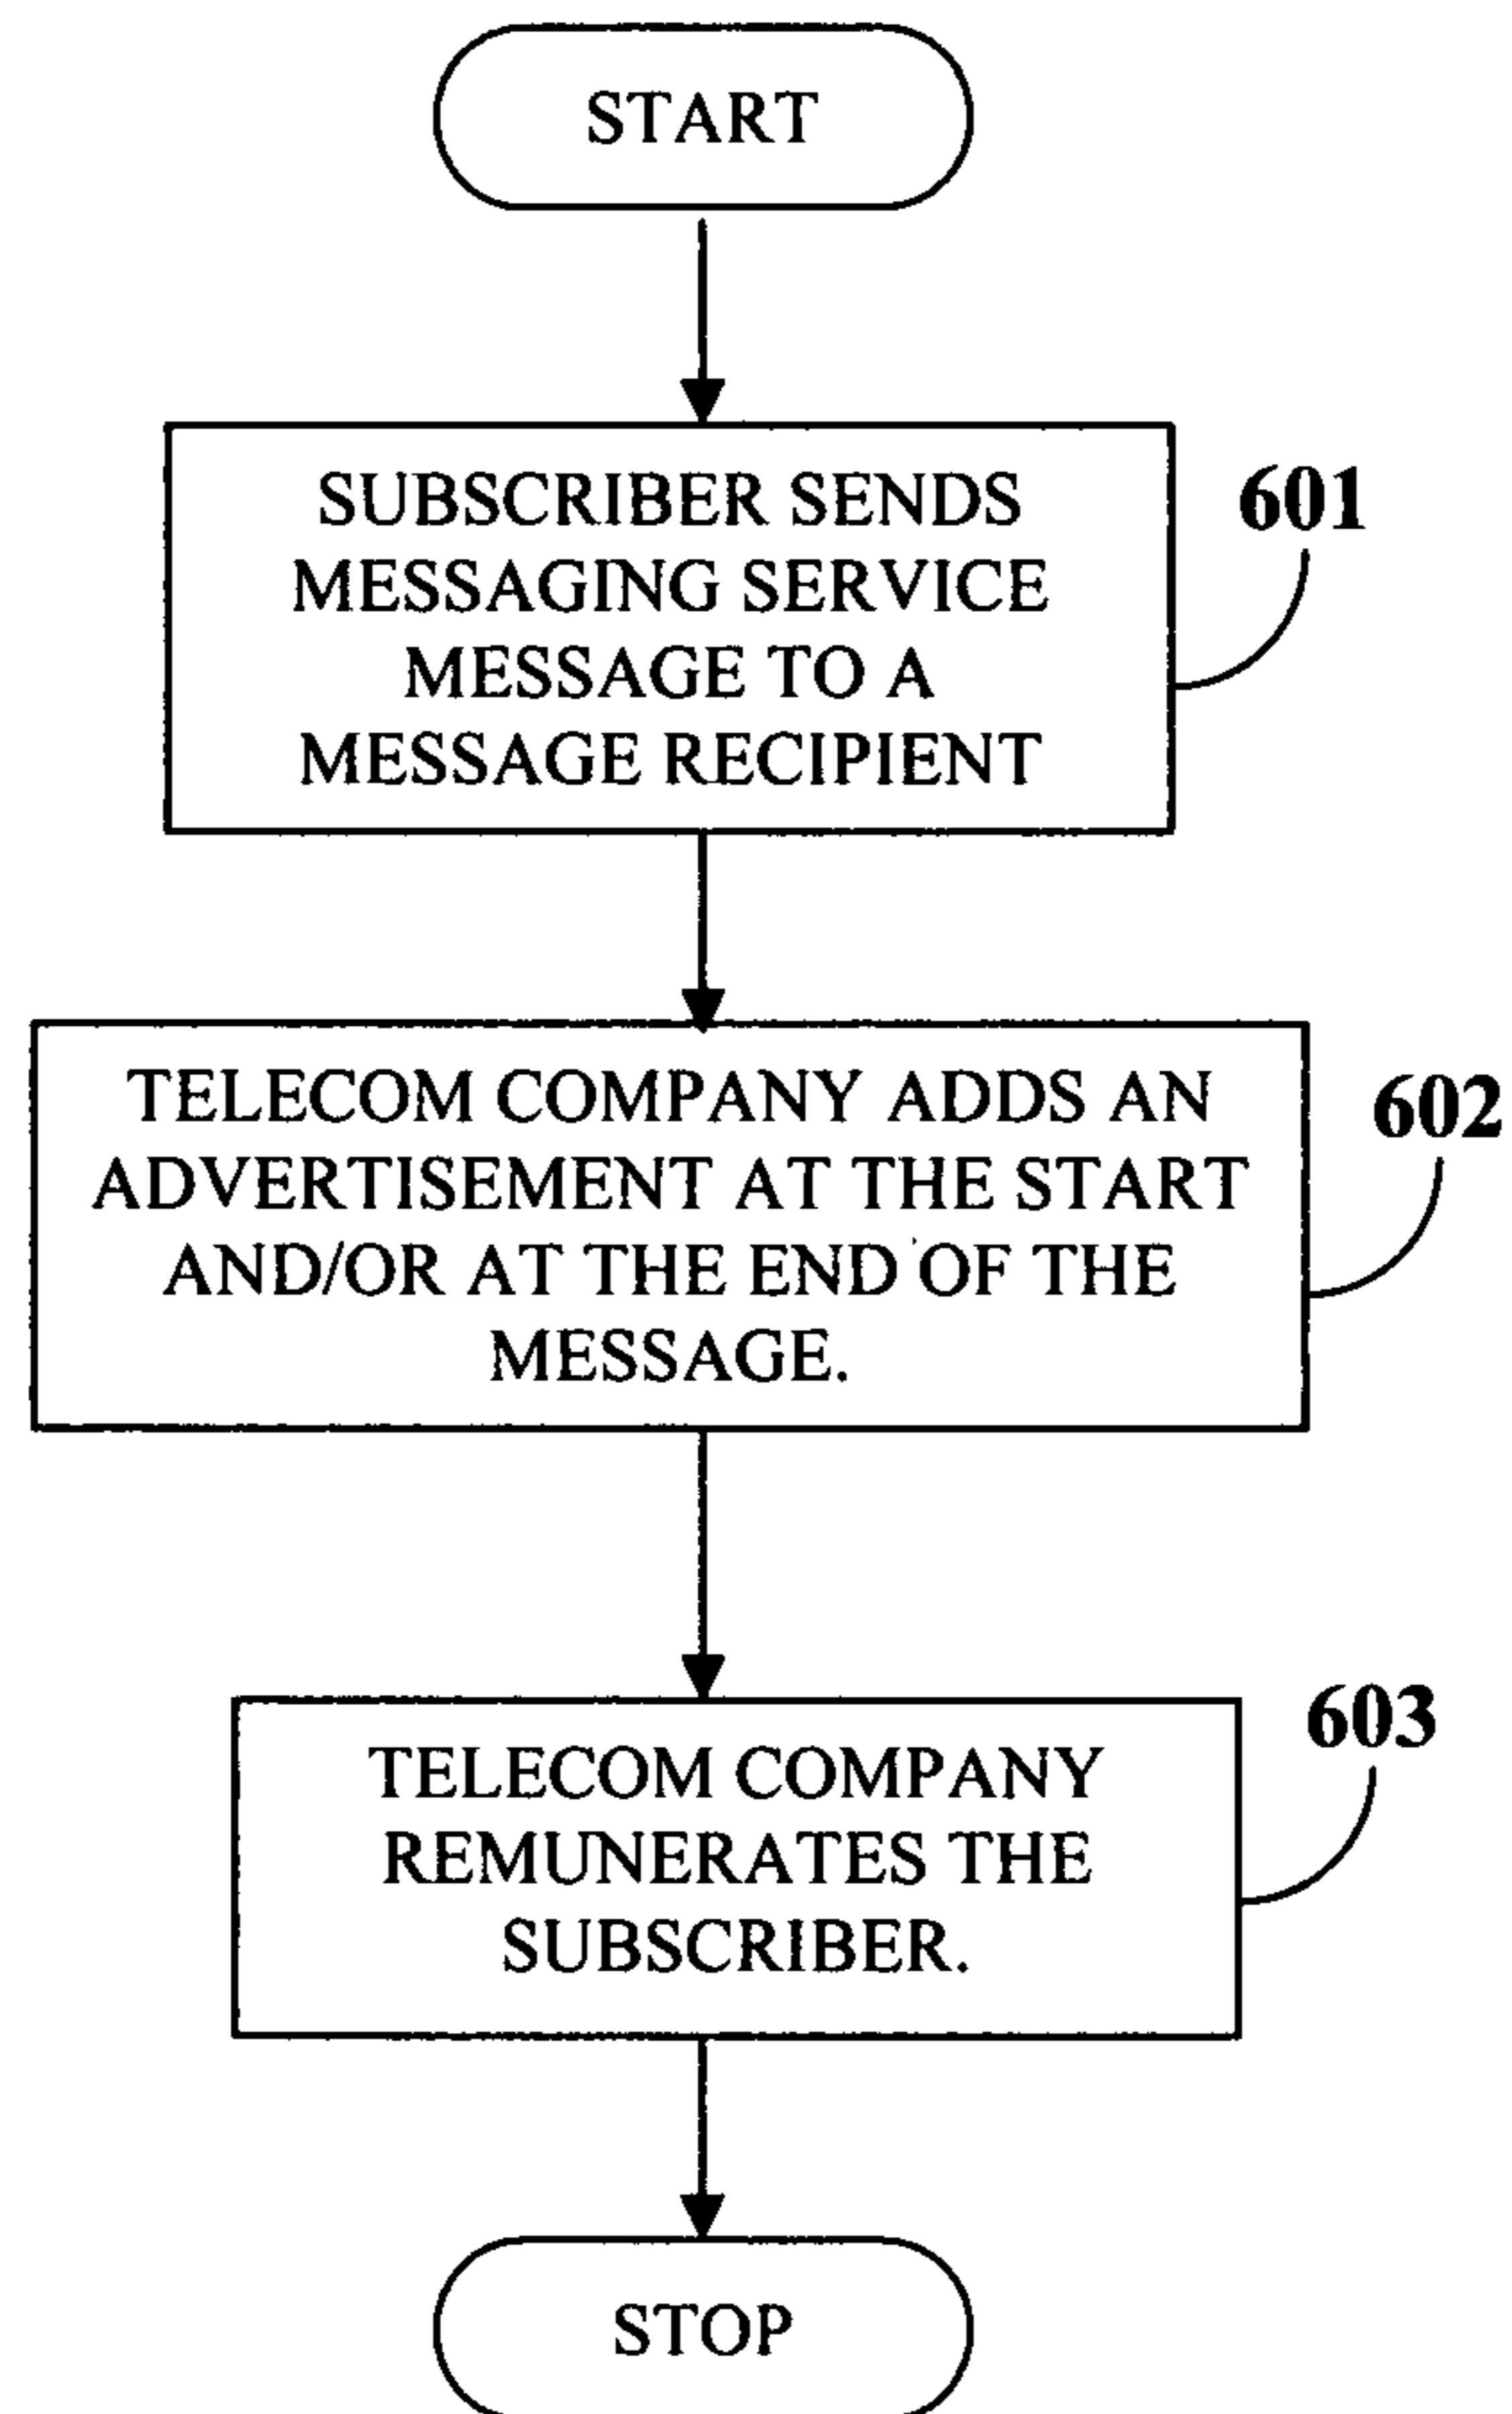 START
SUBSCRIBER SENDS
MESSAGING SERVICE
MESSAGE TO A
MESSAGE RECIPIENT
601
TELECOM COMPANY ADDS AN
ADVERTISEMENT AT THE START
AND/OR AT THE END OF THE
MESSAGE.
602
TELECOM COMPANY
REMUNERATES THE
SUBSCRIBER.
603
STOP